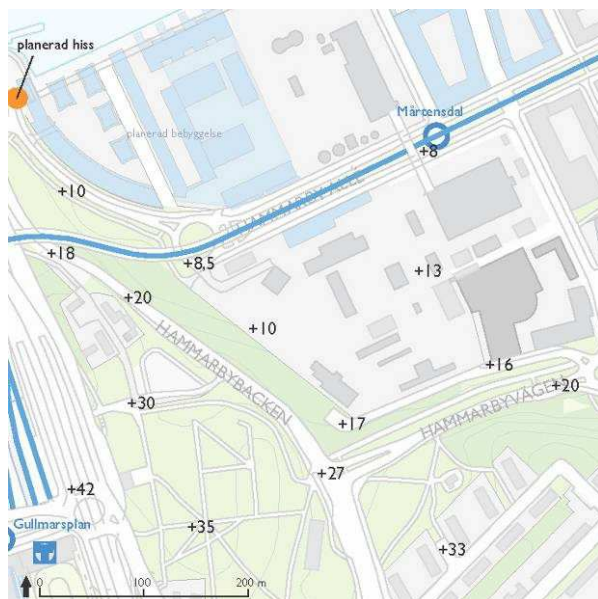 planerad hiss
Mårtensdal
planerad bebyggelse
+8
+10
HAMMARBY ALLÉ
+18
+8,5
+13
+20
+10
HAMMARBYBACKEN
+16
+20
+30
HAMMARBYVÄGEN
+17
+27
+42
Gullmarsplan
+35
+33
0 100 200 m